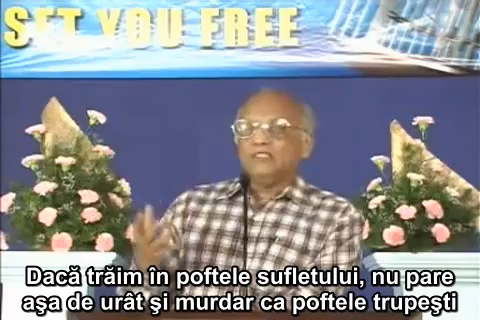 SET YOU FREE
Dacă trăim în poftele sufletului, nu pare
aşa de urât şi murdar ca poftele trupeşti